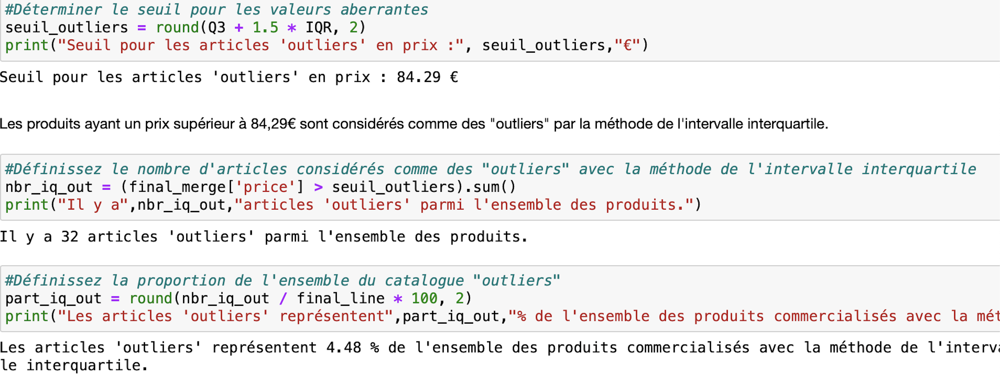 #Déterminer le seuil pour les valeurs aberrantes
seuil_outliers = round(Q3 + 1.5 * IQR, 2)
print("Seuil pour les articles 'outliers' en prix :", seuil_outliers,"€")
Seuil pour les articles 'outliers' en prix : 84.29 €
Les produits ayant un prix supérieur à 84,29€ sont considérés comme des "outliers" par la méthode de l'intervalle interquartile.
#Définissez le nombre d'articles considérés comme des "outliers" avec la méthode de l'intervalle interquartile
nbr_iq_out = (final_merge['price'] > seuil_outliers).sum()
print("Il y a",nbr_iq_out,"articles 'outliers' parmi l'ensemble des produits.")
Il y a 32 articles 'outliers' parmi l'ensemble des produits.
#Définissez la proportion de l'ensemble du catalogue "outliers"
part_iq_out = round(nbr_iq_out / final_line * 100, 2)
print("Les articles 'outliers' représentent",part_iq_out,"% de l'ensemble des produits commercialisés avec la mét
Les articles 'outliers' représentent 4.48 % de l'ensemble des produits commercialisés avec la méthode de l'interva
le interquartile.